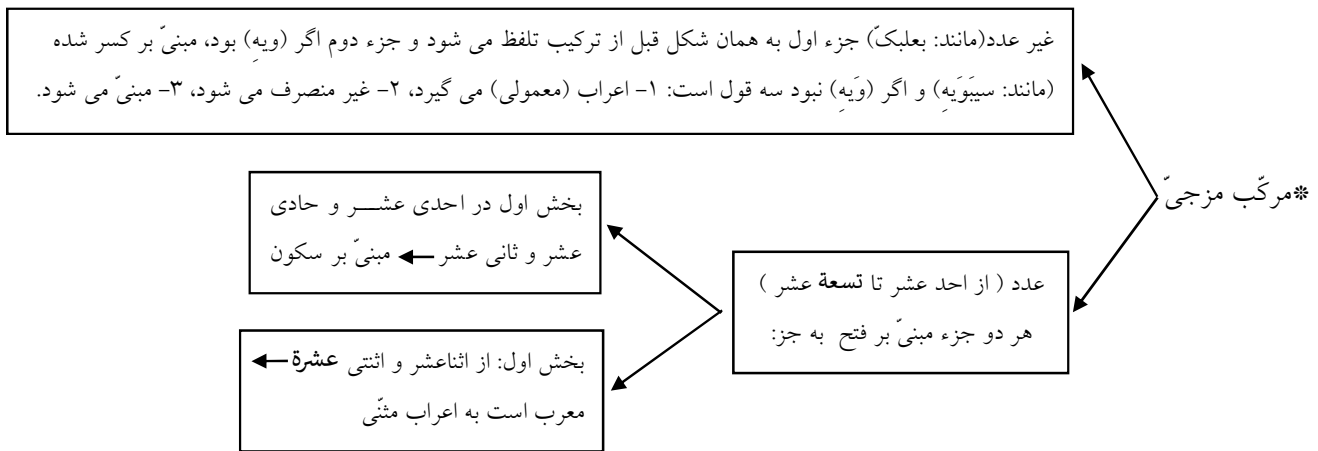 غیر عدد(مانند: بعلبکّ) جزء اول به همان شکل قبل از ترکیب تلفظ می شود و جزء دوم اگر (ویهِ) بود، مبنیّ بر کسر شده
(مانند: سیبَوَیهِ) و اگر (وَیهِ) نبود سه قول است: ۱- اعراب (معمولی) می گیرد، ۲- غیر منصرف می شود، ۳- مبنیّ می شود.
*مرکّب مزجیّ
بخش اول در احدی عشـــر و حادی
عشر و ثانی عشر ← مبنیّ بر سکون
عدد ( از احد عشر تا تسعة عشر )
هر دو جزء مبنیّ بر فتح به جز:
بخش اول: از اثناعشر و اثنتی عشرة ←
معرب است به اعراب مثنّی